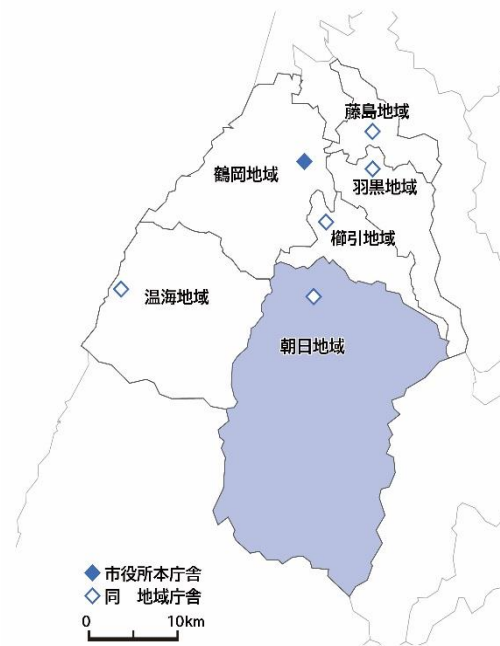 藤島地域
鶴岡地域
羽黒地域
櫛引地域
温海地域
朝日地域
市役所本庁舎
同　地域庁舎
0 10km